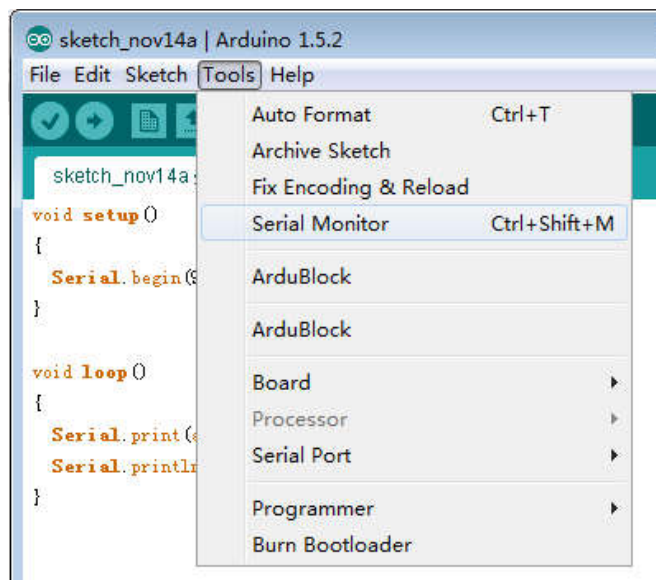 sketch_nov14a | Arduino 1.5.2
File Edit Sketch Tools Help
Auto Format Ctrl+T
Archive Sketch
Fix Encoding & Reload
Serial Monitor Ctrl+Shift+M
ArduBlock
ArduBlock
Board
Processor
Serial Port
Programmer
Burn Bootloader
sketch_nov14a
void setup()
{
Serial.begin(
}
void loop()
{
Serial.print(
Serial.println
}